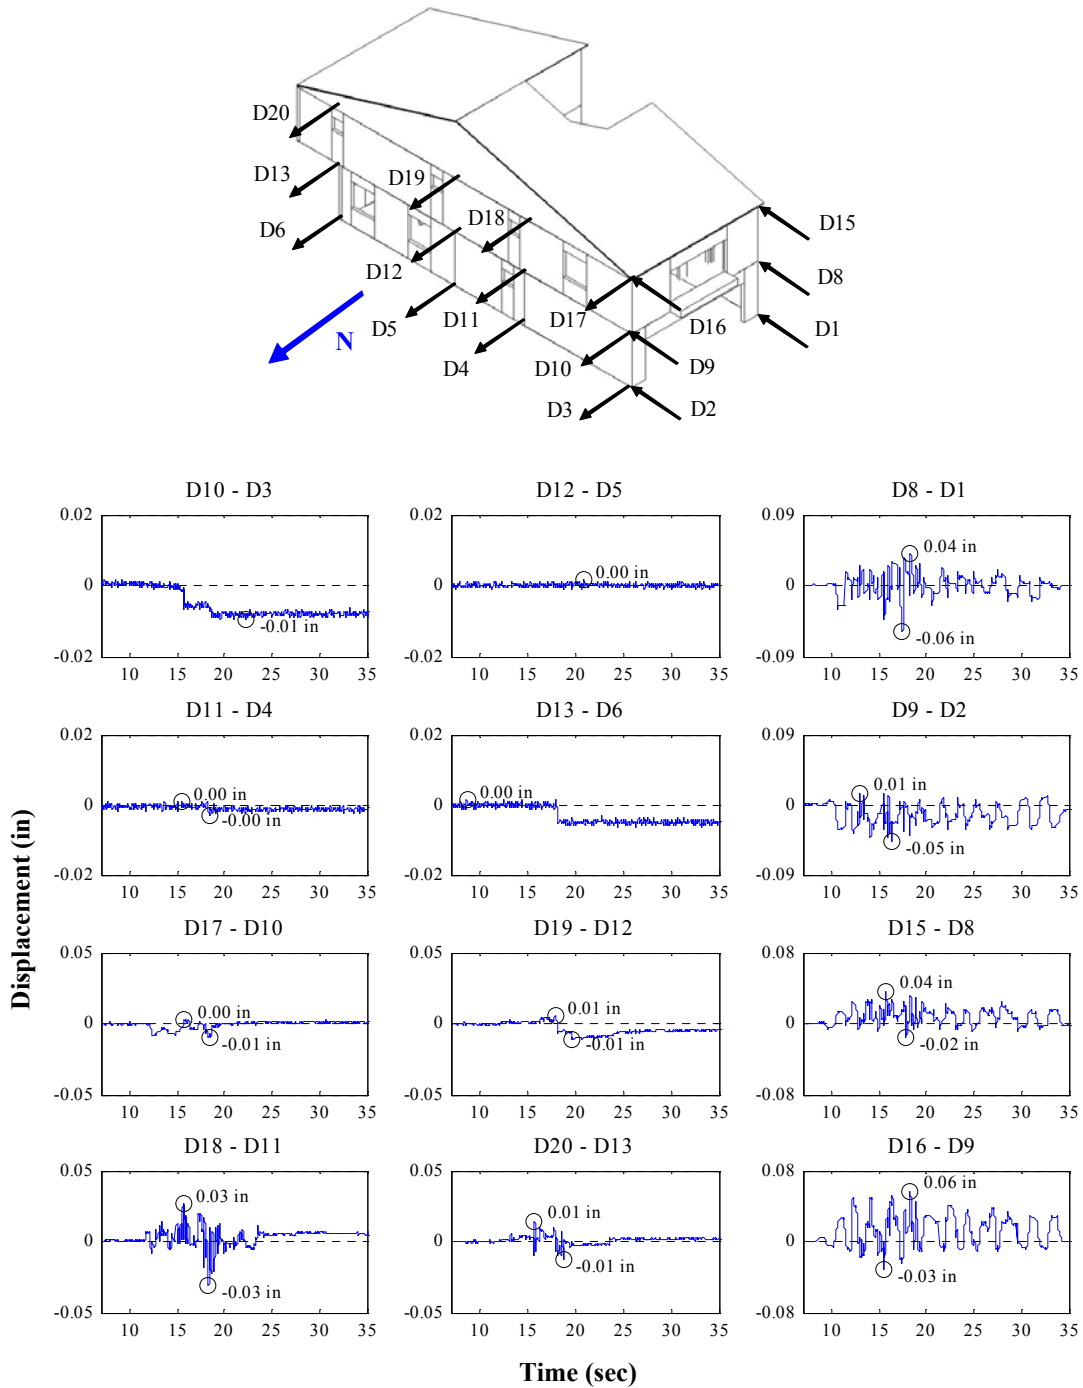 D20
D13
D6
D19
D18
D15
D12
D8
D5
D11
D17
D16
D1
N
D4
D10
D9
D3
D2
D10 - D3
0.02
0
-0.02
-0.01 in
10 15 20 25 30 35
D12 - D5
0.02
0
-0.02
0.00 in
10 15 20 25 30 35
D8 - D1
0.09
0
-0.09
0.04 in
-0.06 in
10 15 20 25 30 35
D11 - D4
0.02
0
-0.02
0.00 in
-0.00 in
10 15 20 25 30 35
D13 - D6
0.02
0
-0.02
0.00 in
10 15 20 25 30 35
D9 - D2
0.09
0
-0.09
0.01 in
-0.05 in
10 15 20 25 30 35
Displacement (in)
D17 - D10
0.05
0
-0.05
0.00 in
-0.01 in
10 15 20 25 30 35
D19 - D12
0.05
0
-0.05
0.01 in
-0.01 in
10 15 20 25 30 35
D15 - D8
0.08
0
-0.08
0.04 in
-0.02 in
10 15 20 25 30 35
D18 - D11
0.05
0
-0.05
0.03 in
-0.03 in
10 15 20 25 30 35
D20 - D13
0.05
0
-0.05
0.01 in
-0.01 in
10 15 20 25 30 35
D16 - D9
0.08
0
-0.08
0.06 in
-0.03 in
10 15 20 25 30 35
Time (sec)